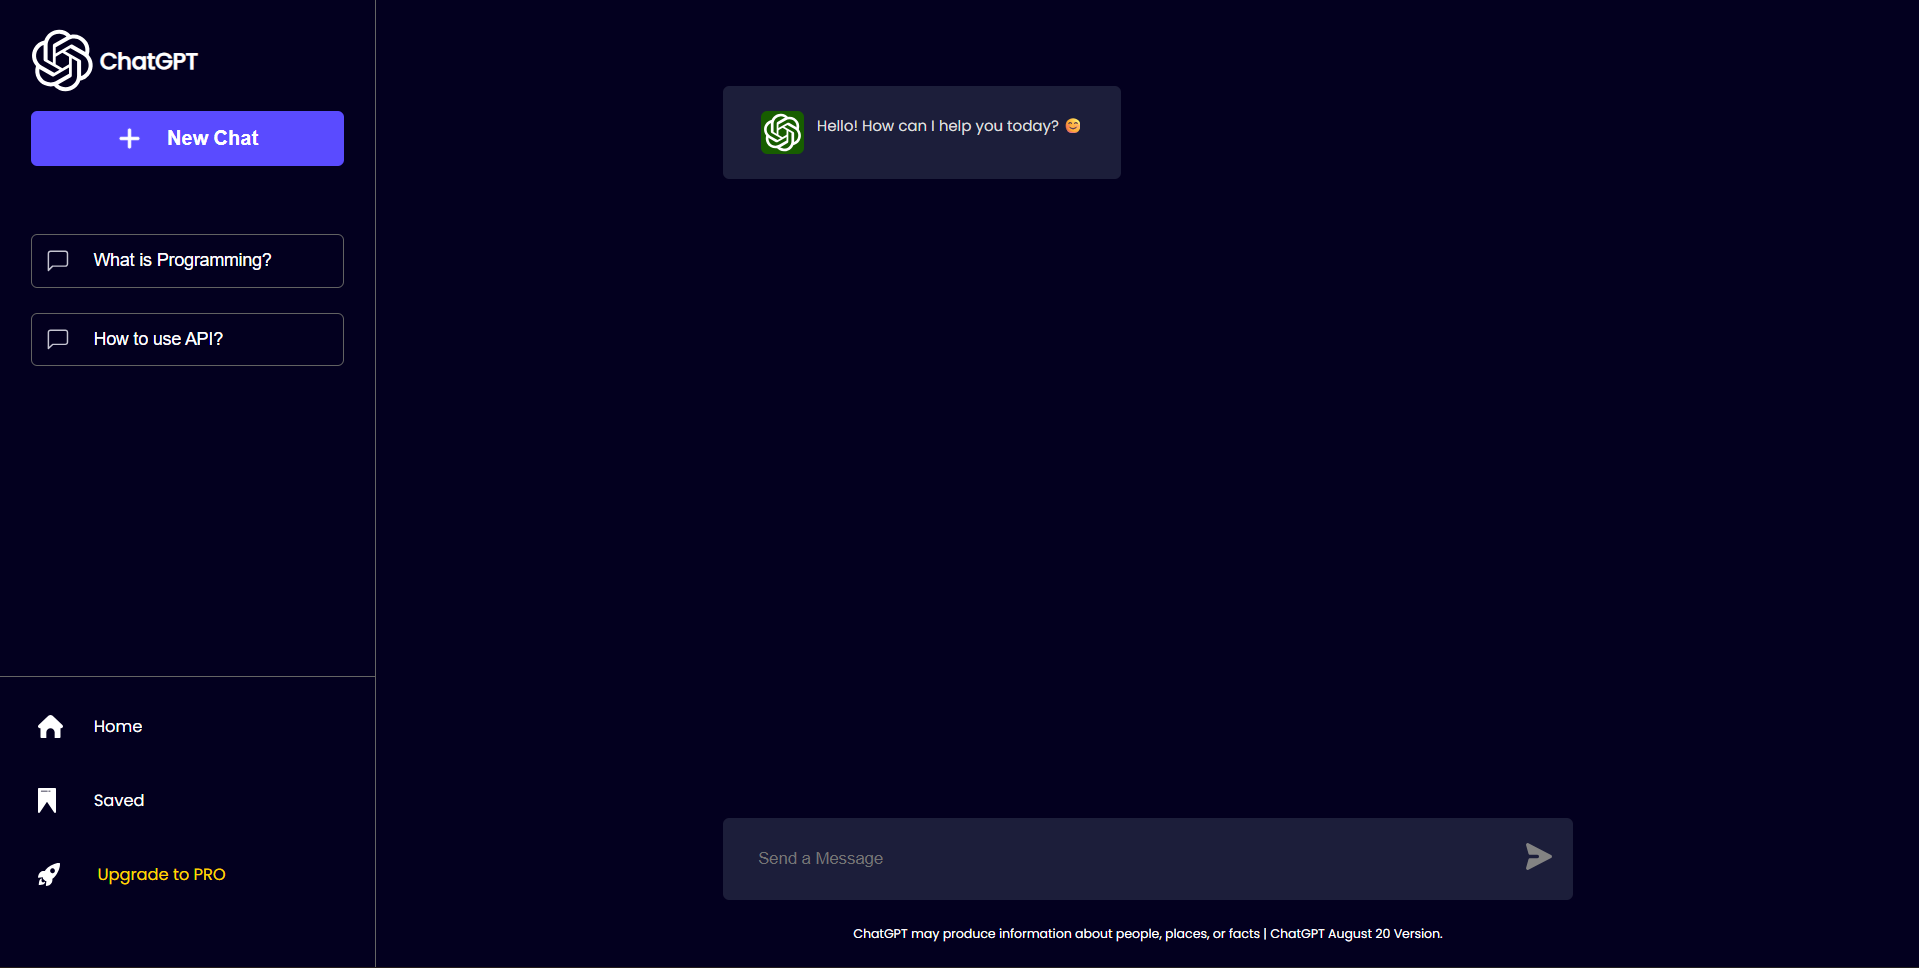 ChatGPT
New Chat
What is Programming?
How to use API?
Home
Saved
Upgrade to PRO
Hello! How can I help you today? 😊
Send a Message
ChatGPT may produce information about people, places, or facts | ChatGPT August 20 Version.